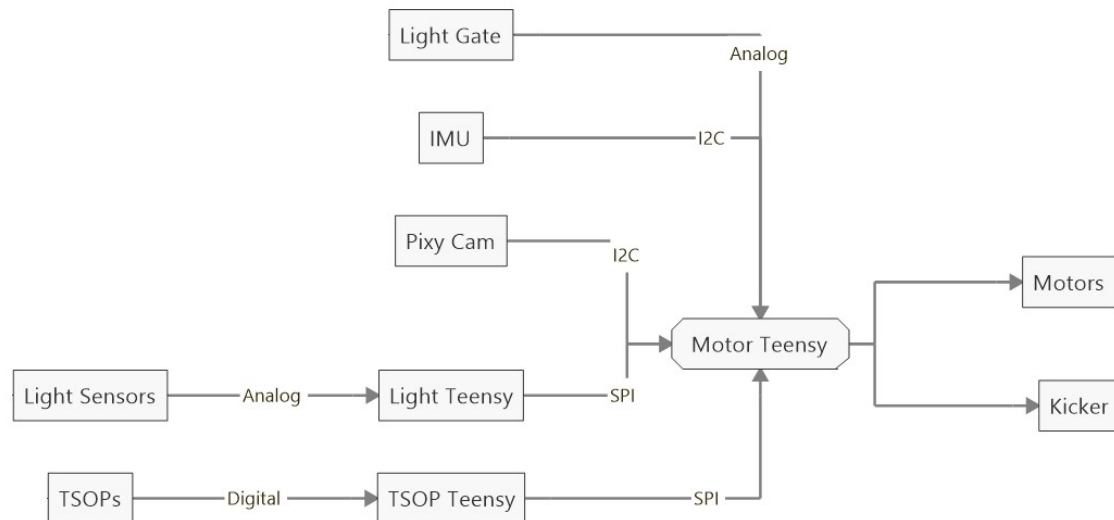 Light Gate
Analog
IMU
I2C
Pixy Cam
I2C
Motors
Motor Teensy
Light Sensors
Analog
Light Teensy
SPI
Kicker
TSOPs
Digital
TSOP Teensy
SPI